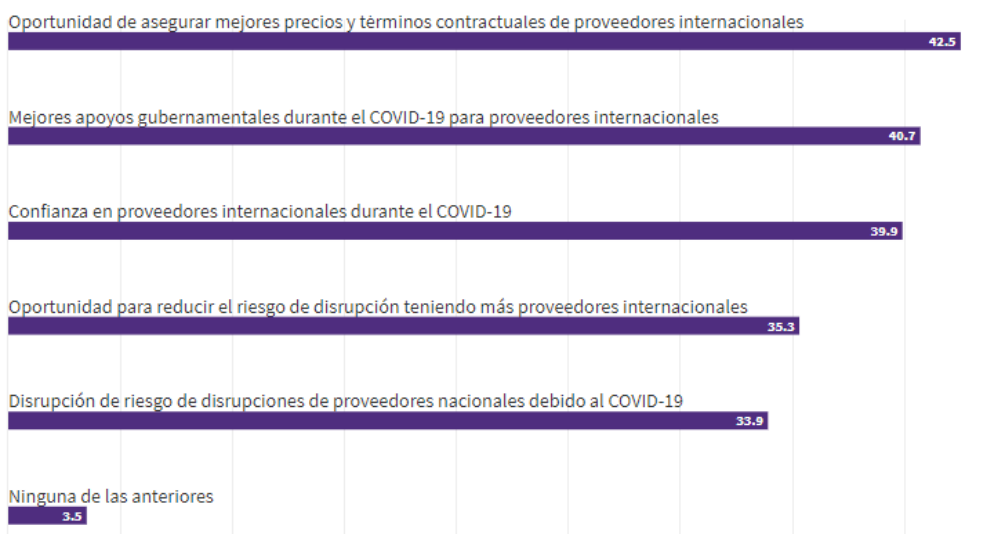 Oportunidad de asegurar mejores precios y términos contractuales de proveedores internacionales
42.5
Mejores apoyos gubernamentales durante el COVID-19 para proveedores internacionales
40.7
Confianza en proveedores internacionales durante el COVID-19
39.9
Oportunidad para reducir el riesgo de disrupción teniendo más proveedores internacionales
35.3
Disrupción de riesgo de disrupciones de proveedores nacionales debido al COVID-19
33.9
Ninguna de las anteriores
3.5